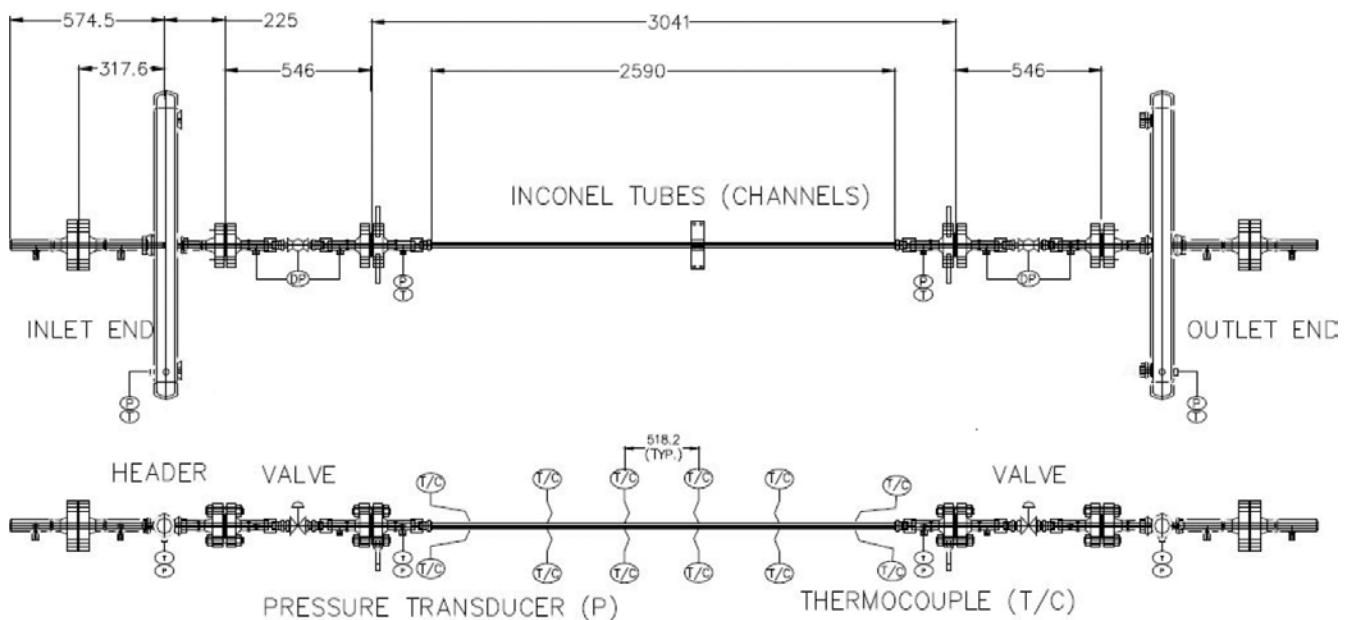 574.5 225 3041
317.6 546 2590 546
INCONEL TUBES (CHANNELS)
DP DP
P P
T T
INLET END OUTLET END
P P
T T
518.2
(TYP.)
HEADER VALVE VALVE
T/C T/C T/C T/C T/C T/C
T T T T
P P P P
T/C T/C T/C T/C T/C T/C
PRESSURE TRANSDUCER (P) THERMOCOUPLE (T/C)